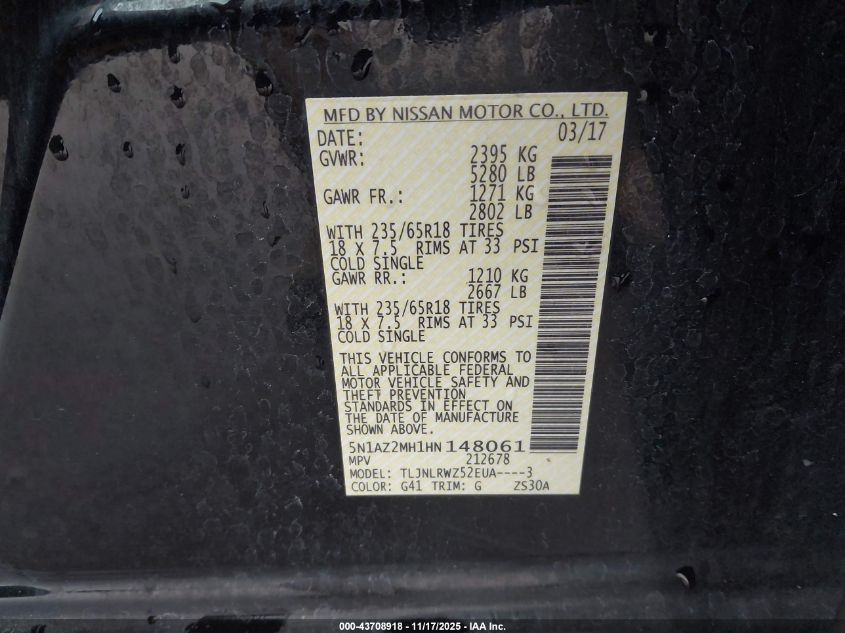 MFD BY NISSAN MOTOR CO., LTD.
DATE: 03/17
GVWR: 2395 KG
5280 LB
GAWR FR.: 1271 KG
2802 LB
WITH 235/65R18 TIRES
18 X 7.5 RIMS AT 33 PSI
COLD SINGLE
GAWR RR.: 1210 KG
2667 LB
WITH 235/65R18 TIRES
18 X 7.5 RIMS AT 33 PSI
COLD SINGLE
THIS VEHICLE CONFORMS TO
ALL APPLICABLE FEDERAL
MOTOR VEHICLE SAFETY AND
THEFT PREVENTION
STANDARDS IN EFFECT ON
THE DATE OF MANUFACTURE
SHOWN ABOVE.
5N1AZ2MH1HN 148061
MPV 212678
MODEL: TLJNLRWZ52EUA----3
COLOR: G41 TRIM: G ZS30A
000-43708918 - 11/17/2025 - IAA Inc.